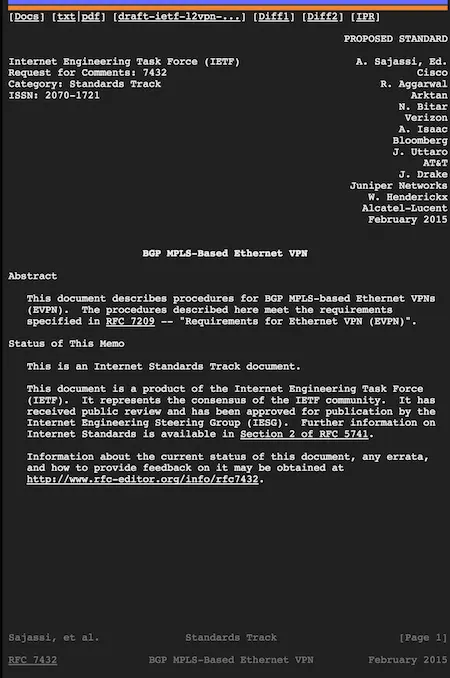 [Docs] [txt|pdf] [draft-ietf-l2vpn-...] [Diff1] [Diff2] [IPR]
PROPOSED STANDARD
Internet Engineering Task Force (IETF) A. Sajassi, Ed.
Request for Comments: 7432 Cisco
Category: Standards Track R. Aggarwal
ISSN: 2070-1721 Arktan
N. Bitar
Verizon
A. Isaac
Bloomberg
J. Uttaro
AT&T
J. Drake
Juniper Networks
W. Henderickx
Alcatel-Lucent
February 2015
BGP MPLS-Based Ethernet VPN
Abstract
This document describes procedures for BGP MPLS-based Ethernet VPNs
(EVPN). The procedures described here meet the requirements
specified in RFC 7209 -- "Requirements for Ethernet VPN (EVPN)".
Status of This Memo
This is an Internet Standards Track document.
This document is a product of the Internet Engineering Task Force
(IETF). It represents the consensus of the IETF community. It has
received public review and has been approved for publication by the
Internet Engineering Steering Group (IESG). Further information on
Internet Standards is available in Section 2 of RFC 5741.
Information about the current status of this document, any errata,
and how to provide feedback on it may be obtained at
http://www.rfc-editor.org/info/rfc7432.
Sajassi, et al. Standards Track [Page 1]
RFC 7432 BGP MPLS-Based Ethernet VPN February 2015